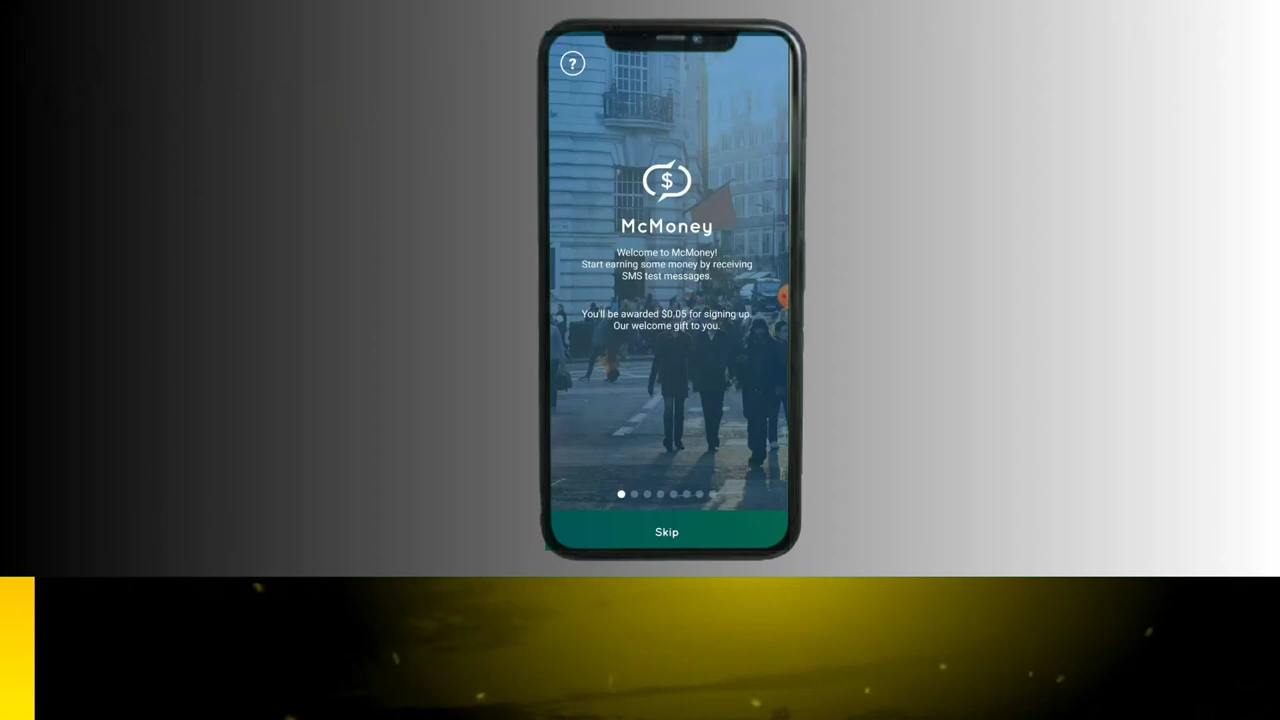 ?
$
McMoney
Welcome to McMoney!
Start earning some money by receiving
SMS test messages.
You'll be awarded $0.05 for signing up.
Our welcome gift to you.
Skip